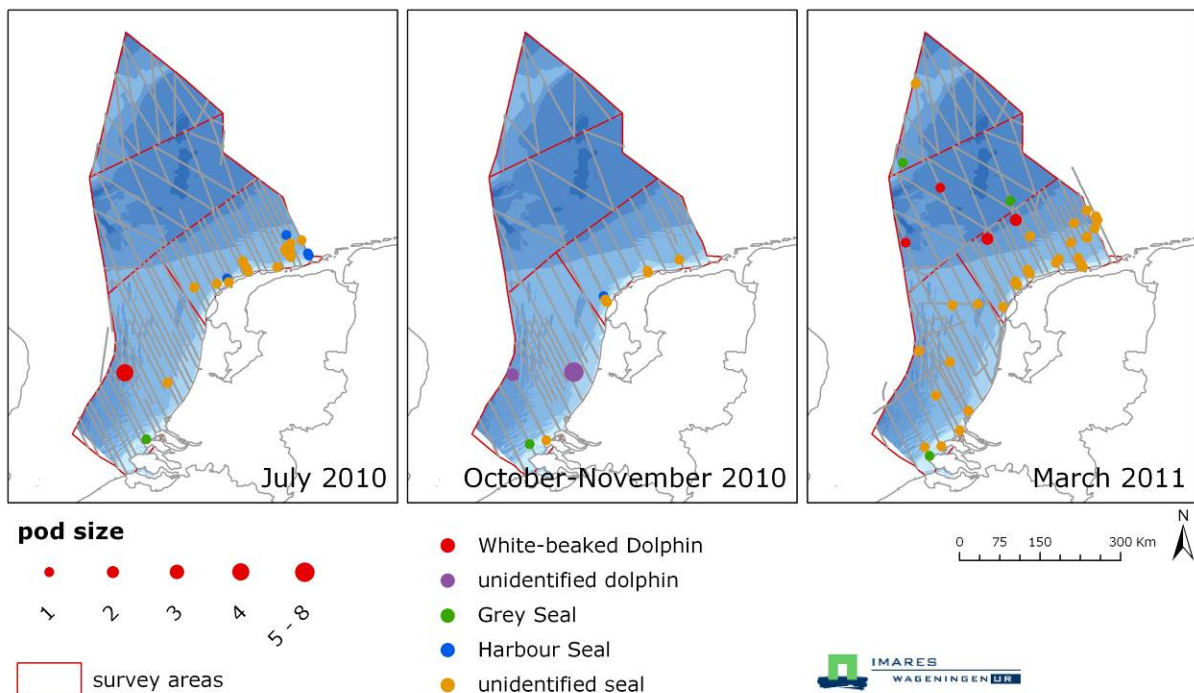 July 2010
October-November 2010
March 2011
pod size
1
2
3
4
5 - 8
survey areas
White-beaked Dolphin
unidentified dolphin
Grey Seal
Harbour Seal
unidentified seal
0 75 150 300 Km
N
IMARES
WAGENINGEN UR